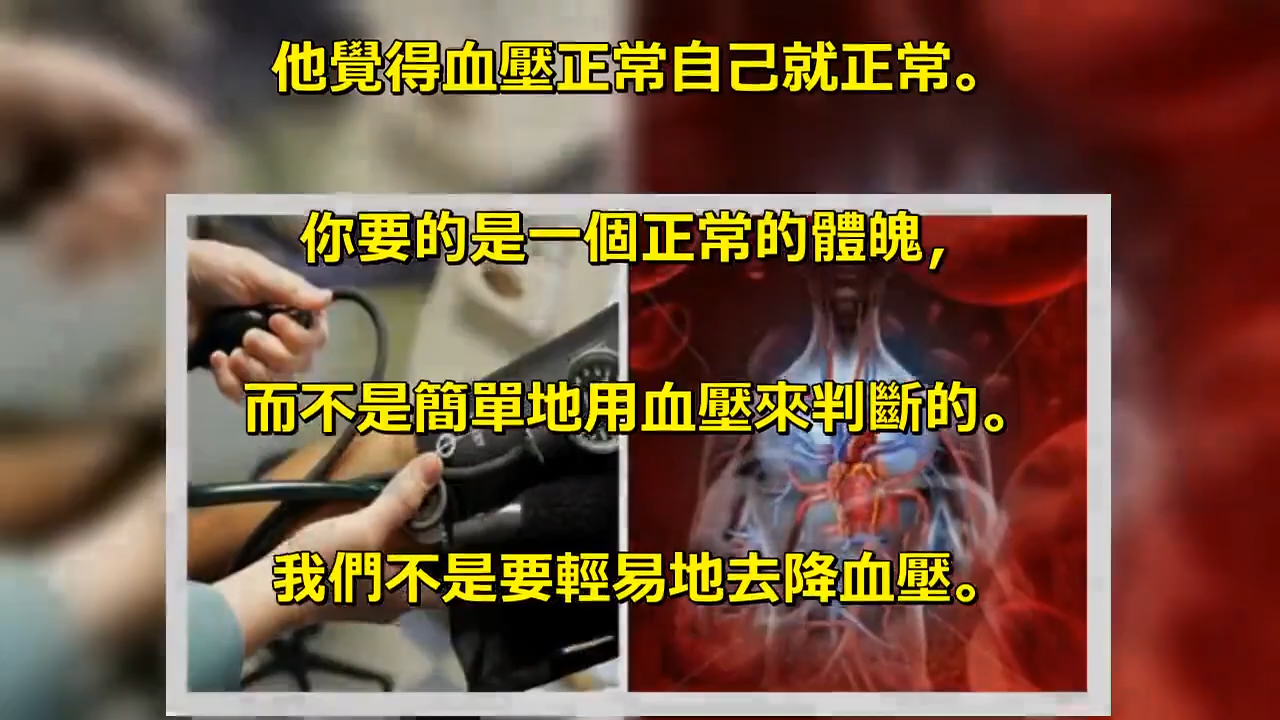 他覺得血壓正常自己就正常。
你要的是一個正常的體魄，
而不是簡單地用血壓來判斷的。
我們不是要輕易地去降血壓。